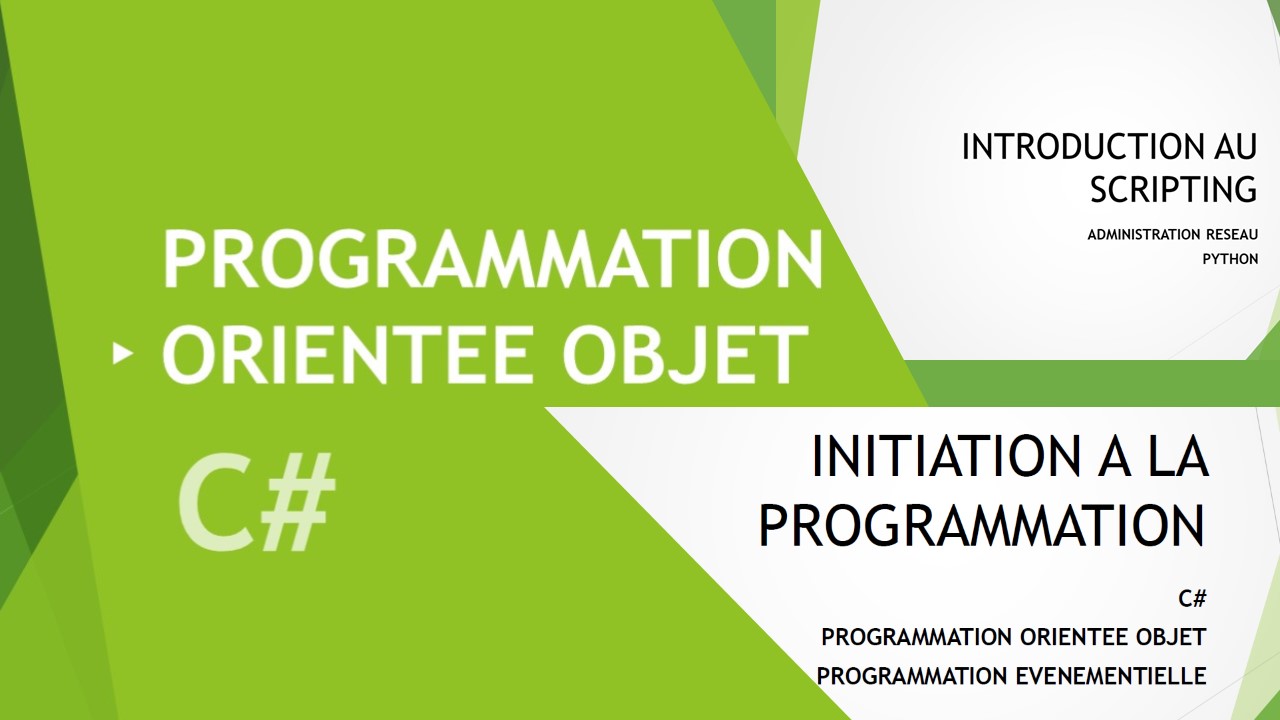 PROGRAMMATION
ORIENTEE OBJET
C#
INTRODUCTION AU
SCRIPTING
ADMINISTRATION RESEAU
PYTHON
INITIATION A LA
PROGRAMMATION
C#
PROGRAMMATION ORIENTEE OBJET
PROGRAMMATION EVENEMENTIELLE